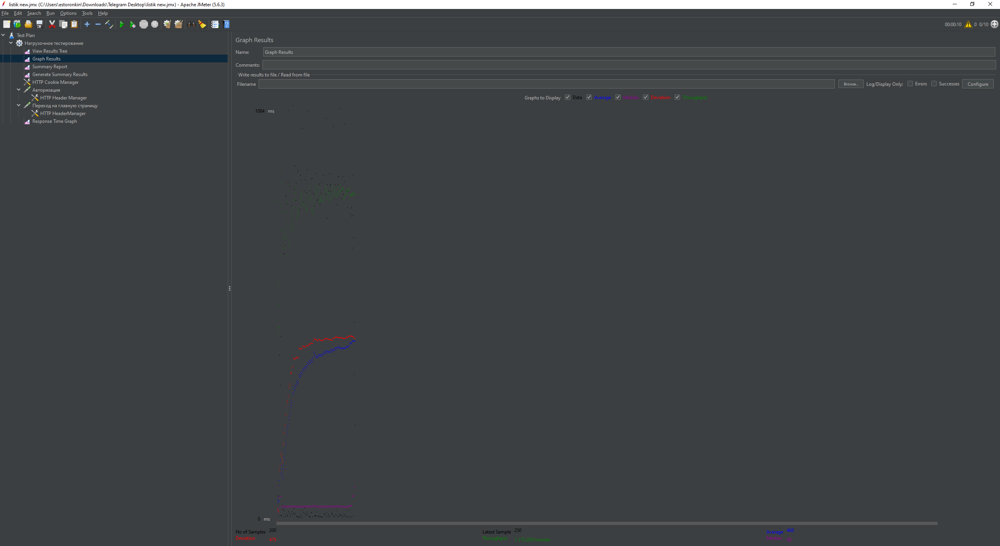 listik new.jmx (C:\Users\estoronkin\Downloads\Telegram Desktop\listik new.jmx) - Apache JMeter (5.6.3)
File Edit Search Run Options Tools Help
00:00:10 0 0/10
Test Plan
Нагрузочное тестирование
View Results Tree
Graph Results
Summary Report
Generate Summary Results
HTTP Cookie Manager
Авторизация
HTTP Header Manager
Переход на главную страницу
HTTP HeaderManager
Response Time Graph
Graph Results
Name: Graph Results
Comments:
Write results to file / Read from file
Filename Browse... Log/Display Only: Errors Successes Configure
Graphs to Display Data Average Median Deviation Throughput
1084 ms
0 ms
No of Samples 200 Latest Sample 250 Average 468
Deviation 475 Throughput 1,175.203/minute Median